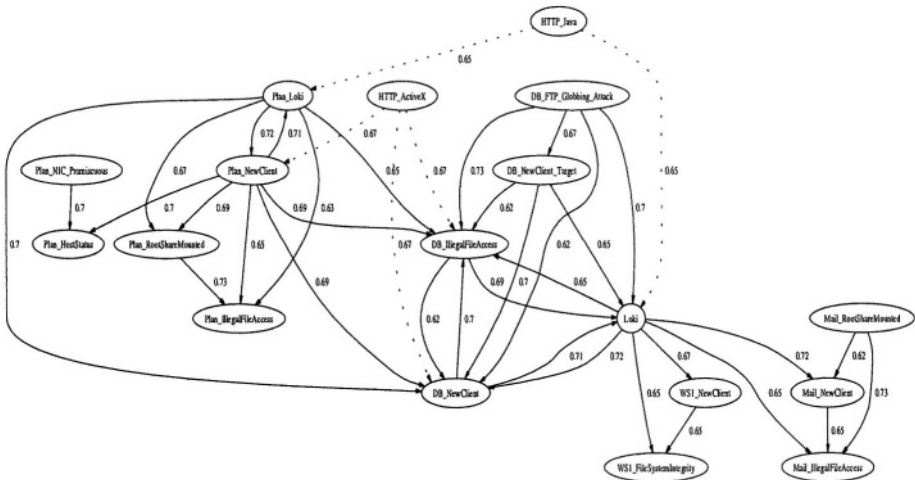 HTTP_Java
0.65
Plan_Loki
HTTP_ActiveX
DB_FTP_Globbing_Attack
0.72
0.71
0.67
0.67
Plan_NIC_Promiscuous
Plan_NewClient
DB_NewClient_Target
0.67
0.65
0.67
0.73
0.65
0.7
0.7
0.69
0.69
0.63
0.62
0.7
0.7
Plan_HostStatus
Plan_RootShareMounted
0.65
0.67
DB_IllegalFileAccess
0.62
0.65
0.73
0.69
0.69
0.7
0.65
Plan_IllegalFileAccess
0.62
0.7
Loki
Mail_RootShareMounted
0.71
0.72
0.67
0.72
0.62
DB_NewClient
0.65
WS1_NewClient
0.65
Mail_NewClient
0.73
0.65
0.65
WS1_FileSystemIntegrity
Mail_IllegalFileAccess